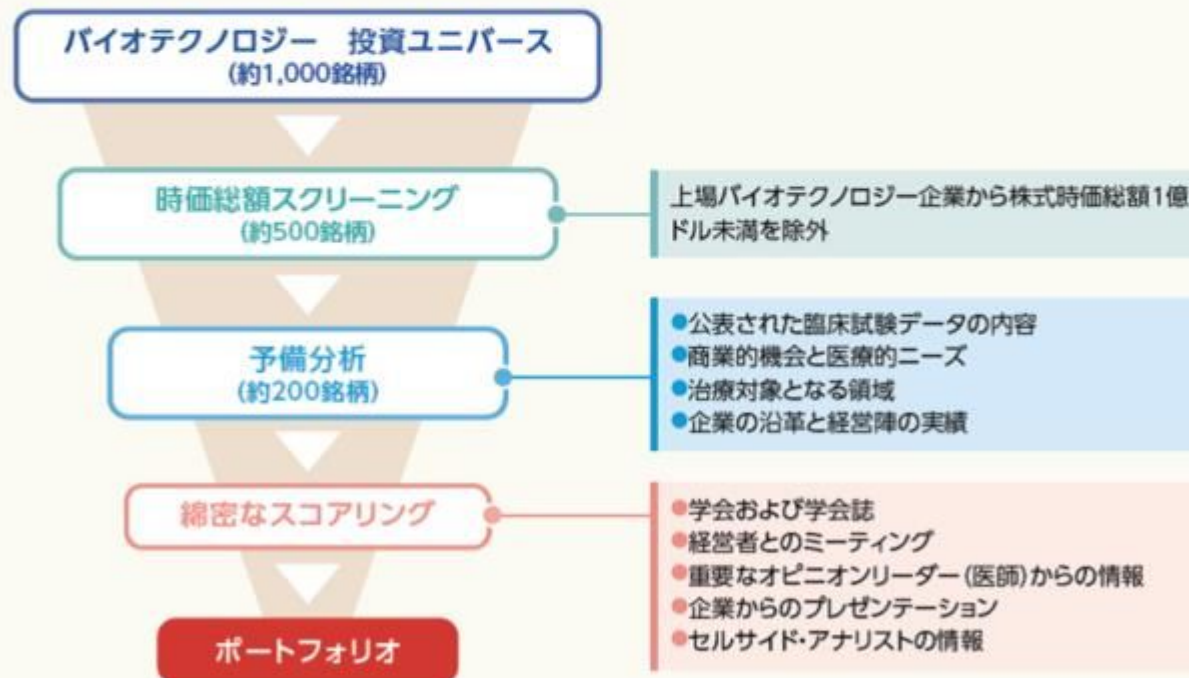 バイオテクノロジー 投資ユニバース
(約1,000銘柄)
時価総額スクリーニング
(約500銘柄)
上場バイオテクノロジー企業から株式時価総額1億
ドル未満を除外
予備分析
(約200銘柄)
●公表された臨床試験データの内容
●商業的機会と医療的ニーズ
●治療対象となる領域
●企業の沿革と経営陣の実績
綿密なスコアリング
●学会および学会誌
●経営者とのミーティング
●重要なオピニオンリーダー(医師)からの情報
●企業からのプレゼンテーション
●セルサイド・アナリストの情報
ポートフォリオ